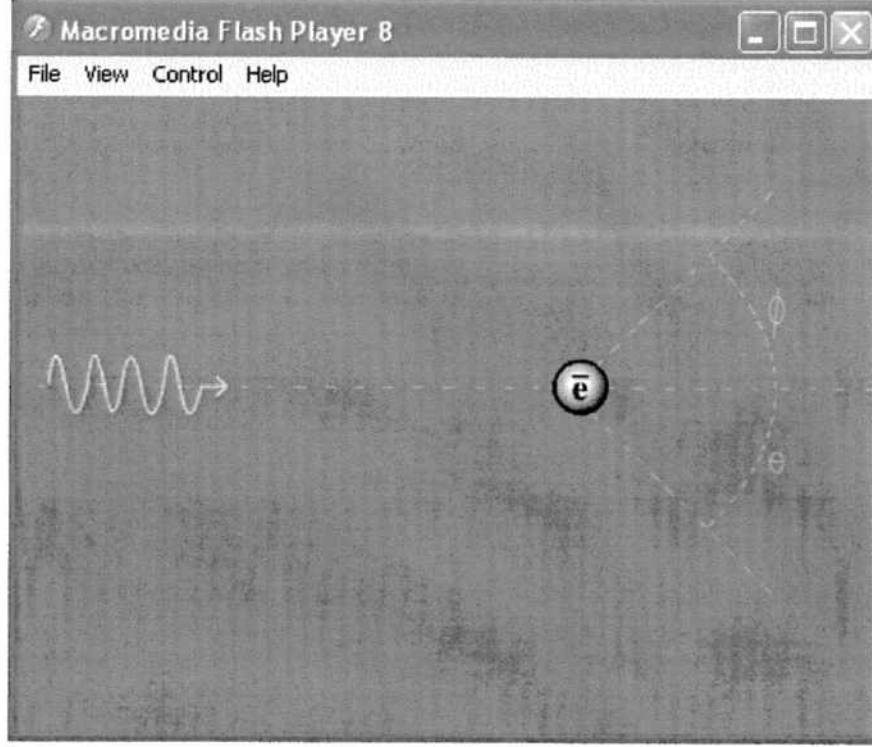 Macromedia Flash Player 8
File View Control Help
ϕ
e̅
θ